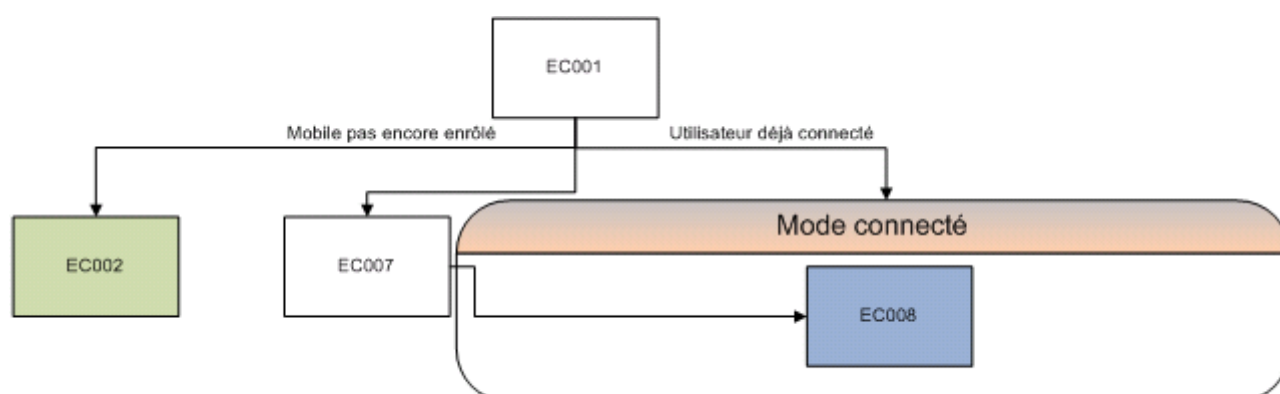 EC001
Mobile pas encore enrôlé
Utilisateur déjà connecté
Mode connecté
EC002
EC007
EC008